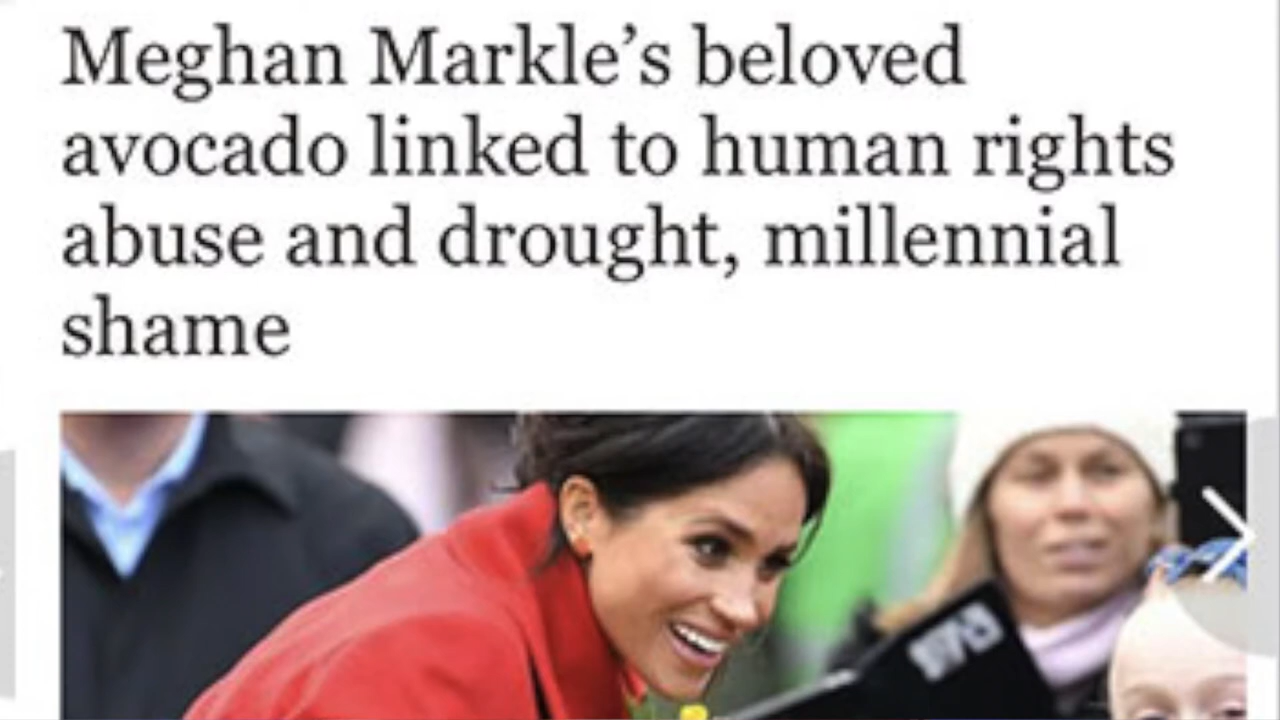 Meghan Markle’s beloved
avocado linked to human rights
abuse and drought, millennial
shame